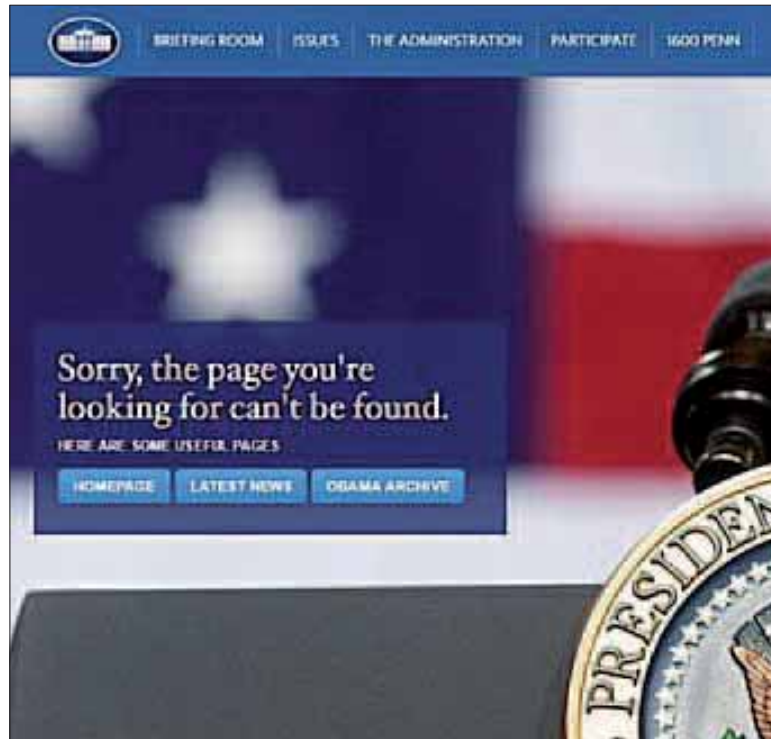 BRIEFING ROOM ISSUES THE ADMINISTRATION PARTICIPATE 1600 PENN
Sorry, the page you're
looking for can't be found.
HERE ARE SOME USEFUL PAGES
HOMEPAGE LATEST NEWS OBAMA ARCHIVE
PRESIDEN